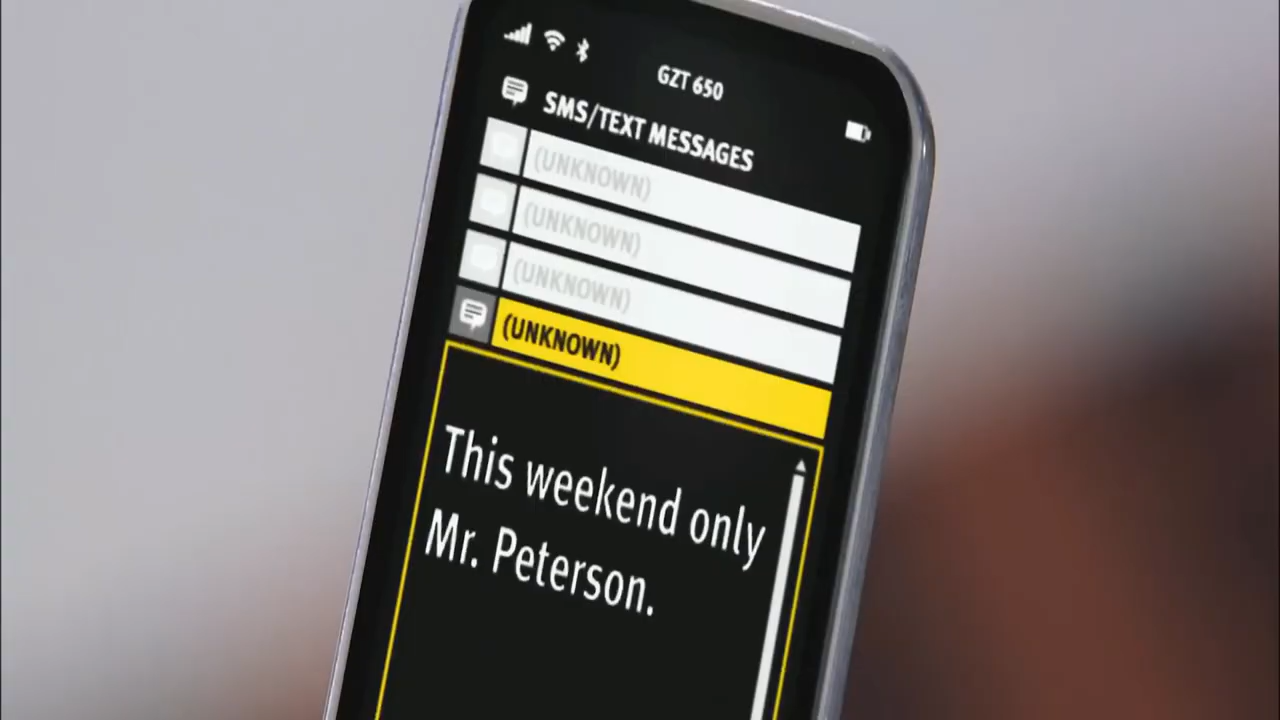 GZT 650
SMS/TEXT MESSAGES
(UNKNOWN)
(UNKNOWN)
(UNKNOWN)
(UNKNOWN)
This weekend only
Mr. Peterson.